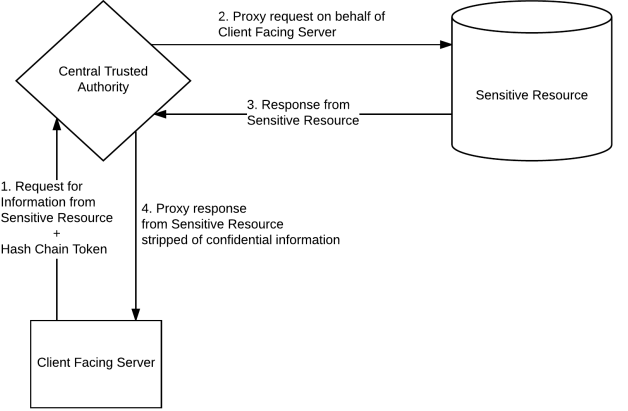 2. Proxy request on behalf of
Client Facing Server
Central Trusted
Authority
Sensitive Resource
3. Response from
Sensitive Resource
1. Request for
Information from
Sensitive Resource
+
Hash Chain Token
4. Proxy response
from Sensitive Resource
stripped of confidential information
Client Facing Server